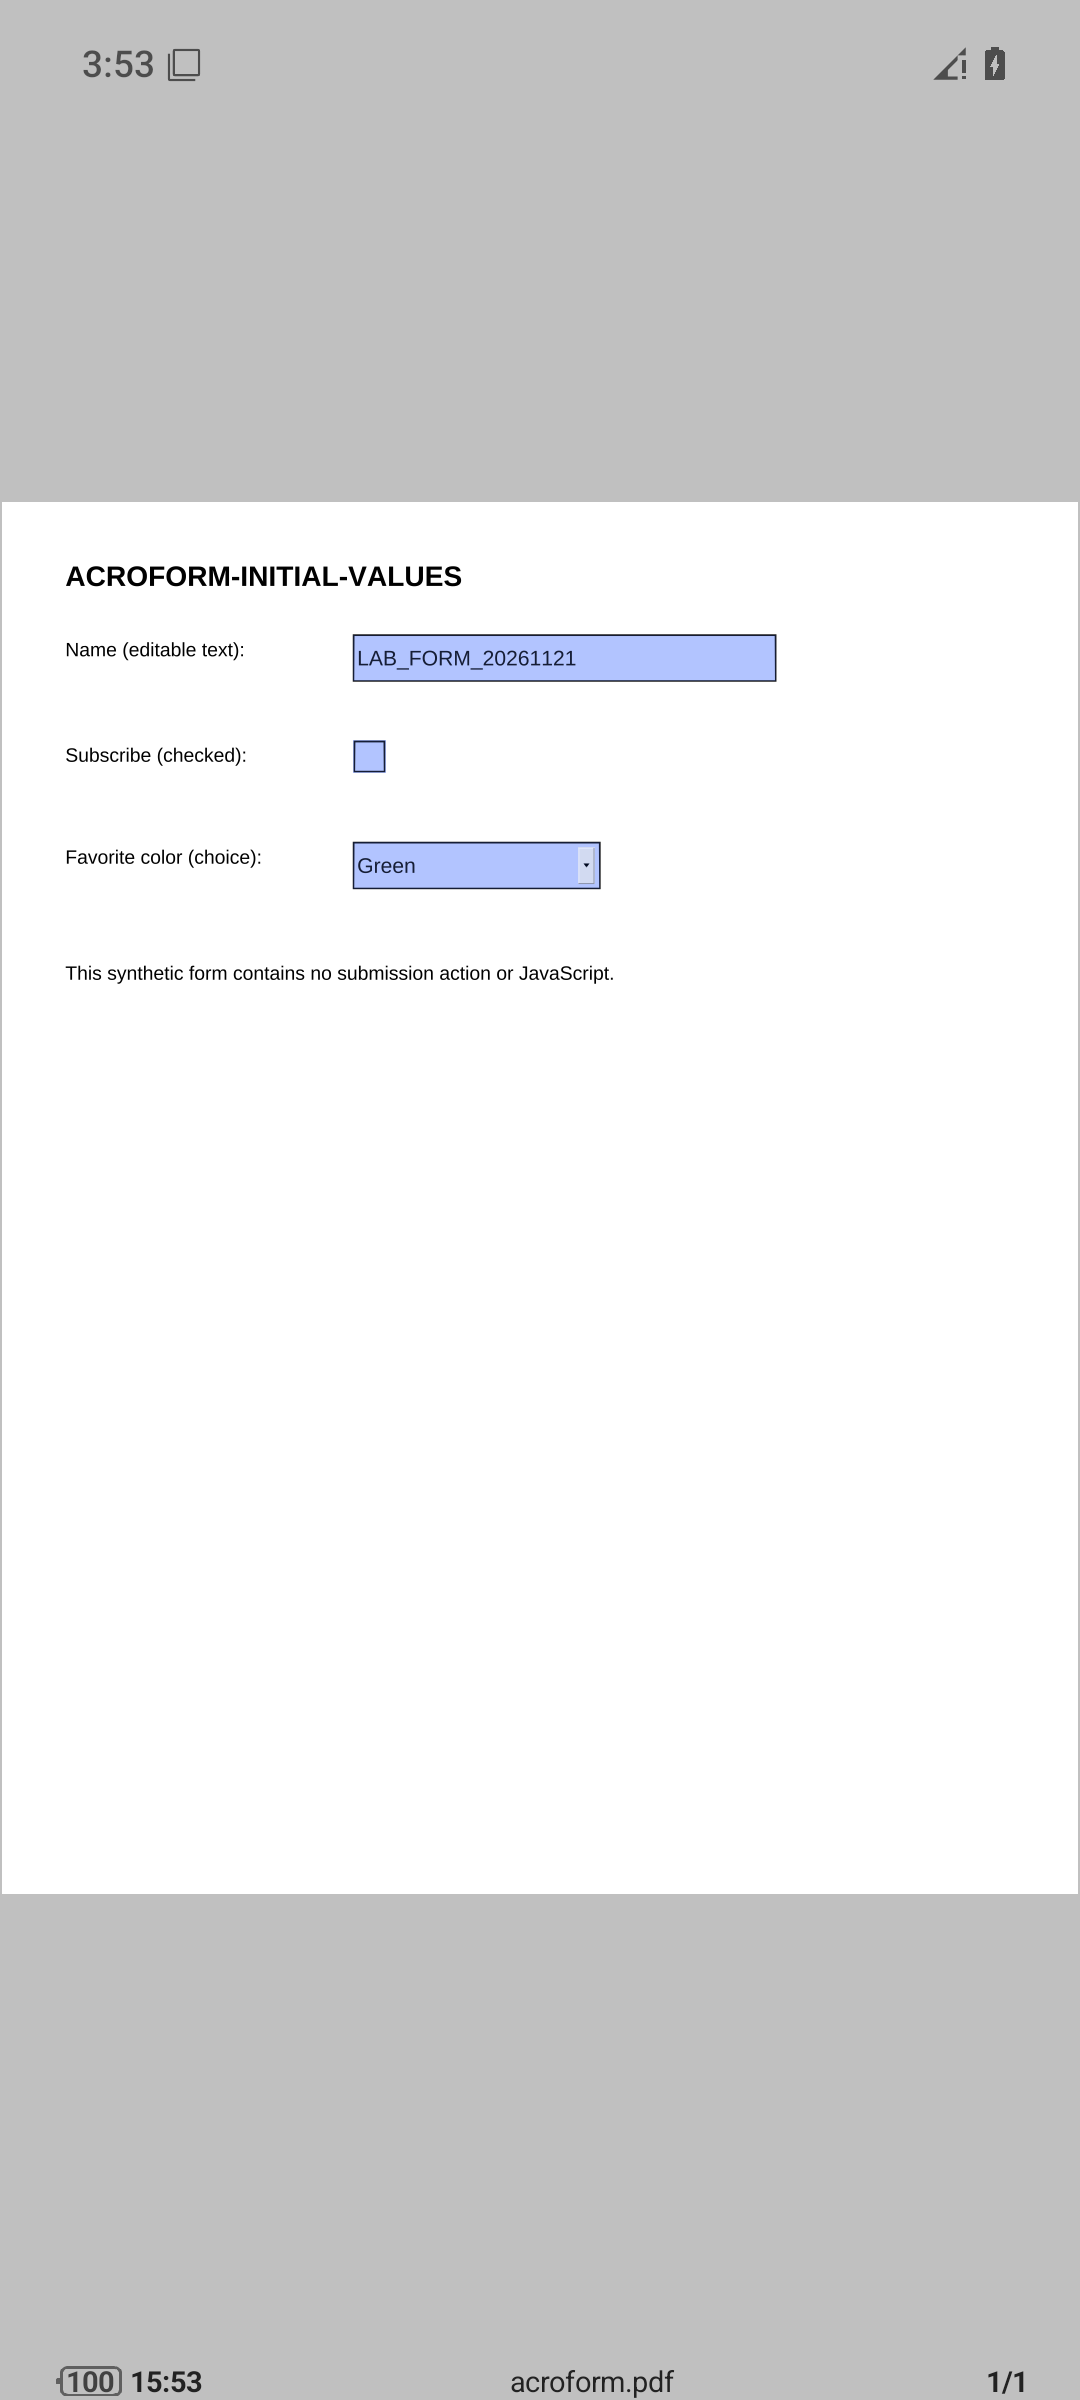 3:53
ACROFORM-INITIAL-VALUES
Name (editable text): LAB_FORM_20261121
Subscribe (checked):
Favorite color (choice): Green
This synthetic form contains no submission action or JavaScript.
100 15:53 acroform.pdf 1/1